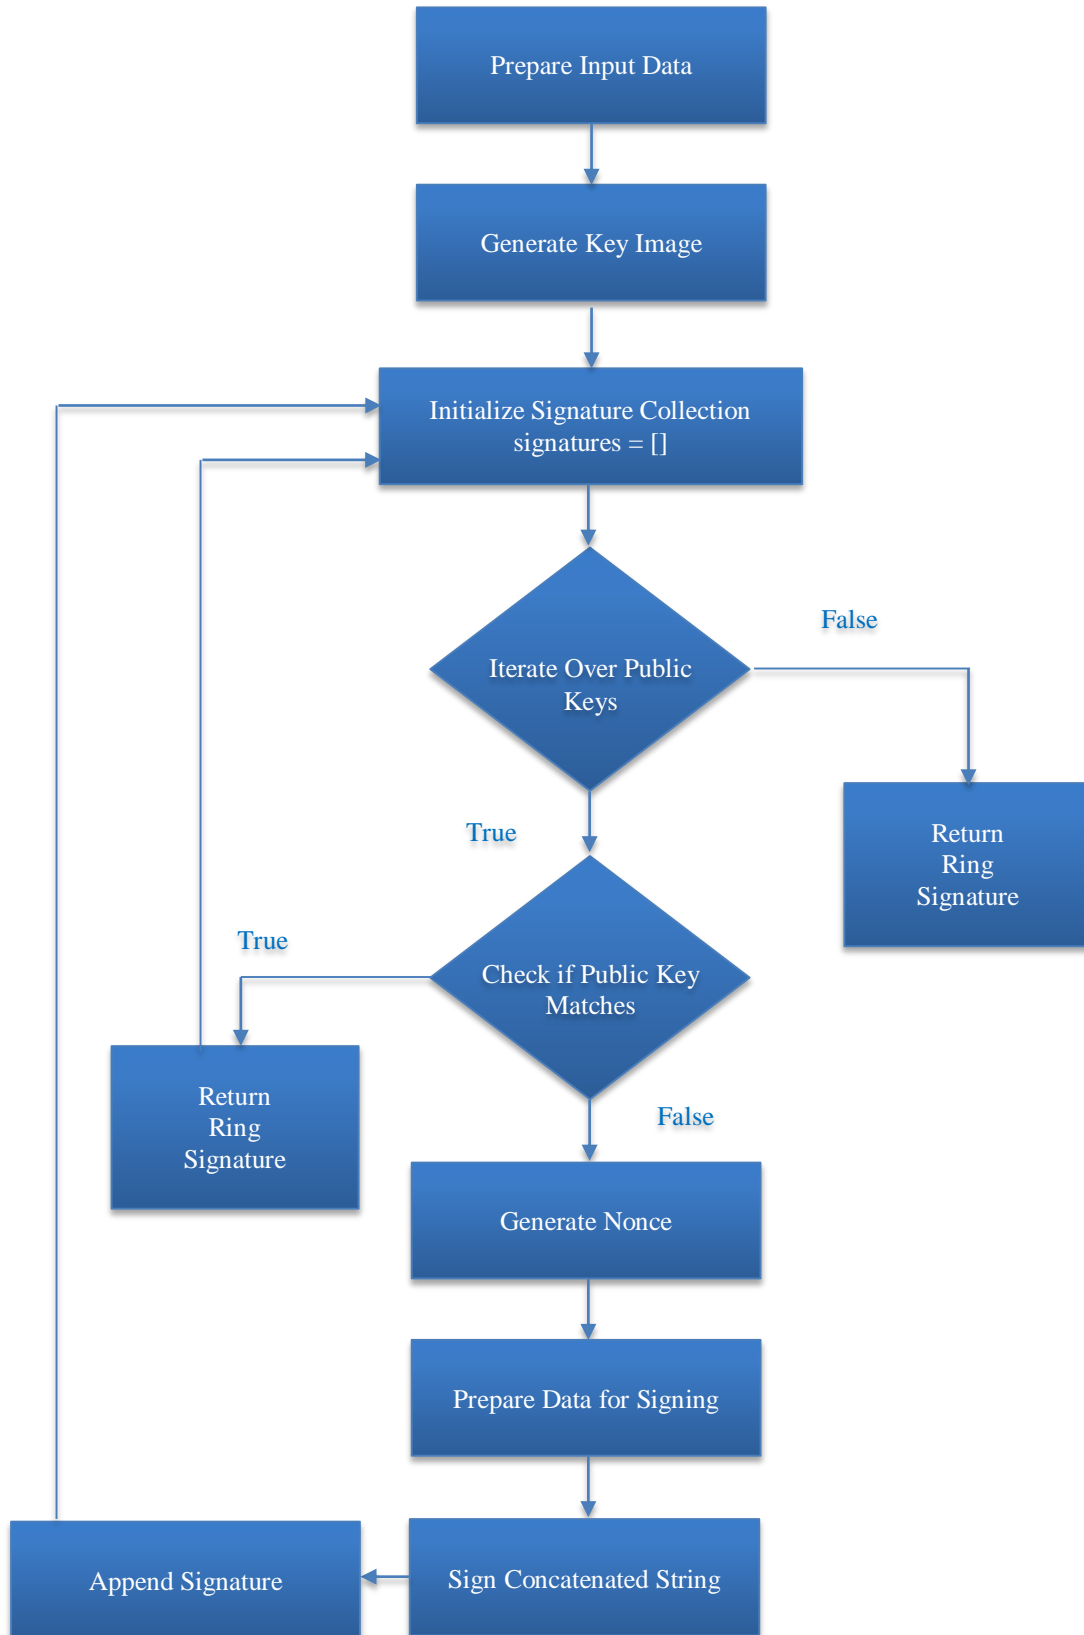 Prepare Input Data
Generate Key Image
Initialize Signature Collection
signatures = []
False
Iterate Over Public
Keys
True
Return
Ring
Signature
True
Check if Public Key
Matches
Return
Ring
Signature
False
Generate Nonce
Prepare Data for Signing
Append Signature
Sign Concatenated String